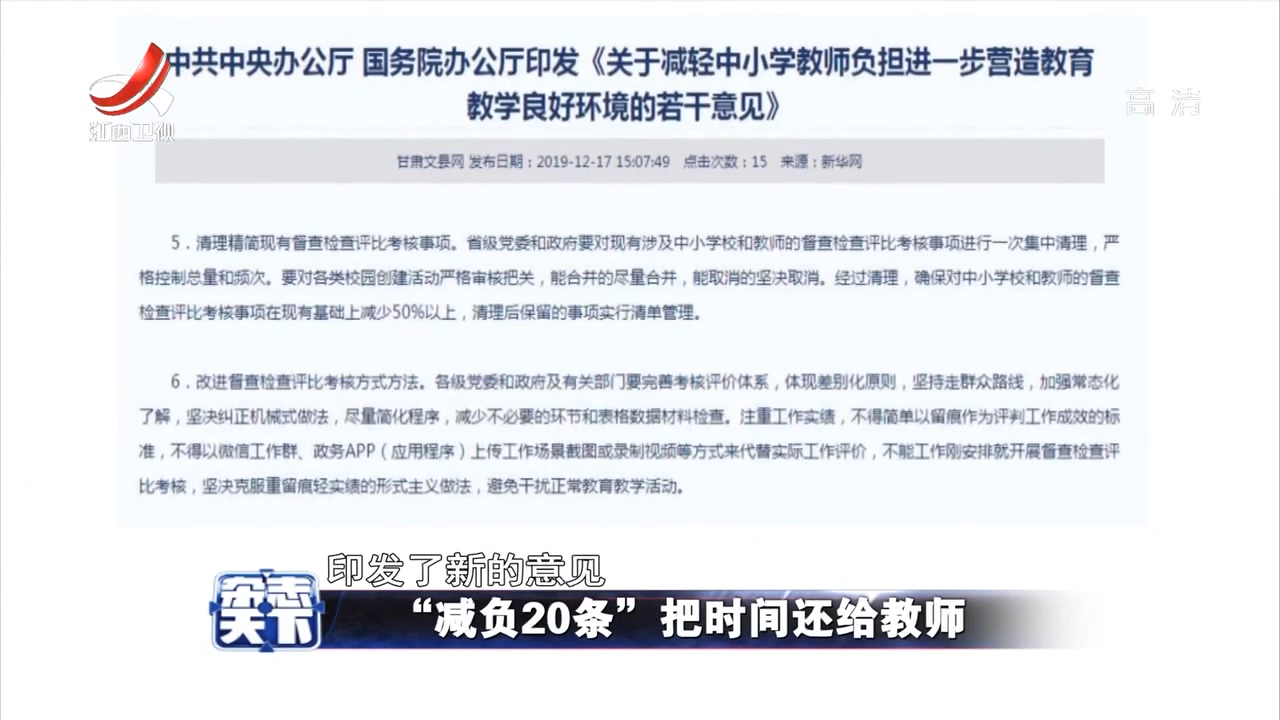 中共中央办公厅 国务院办公厅印发《关于减轻中小学教师负担进一步营造教育
教学良好环境的若干意见》
江西卫视
高清
甘肃文县网 发布日期：2019-12-17 15:07:49 点击次数：15 来源：新华网
5．清理精简现有督查检查评比考核事项。省级党委和政府要对现有涉及中小学校和教师的督查检查评比考核事项进行一次集中清理，严
格控制总量和频次。要对各类校园创建活动严格审核把关，能合并的尽量合并，能取消的坚决取消。经过清理，确保对中小学校和教师的督查
检查评比考核事项在现有基础上减少50%以上，清理后保留的事项实行清单管理。
6．改进督查检查评比考核方式方法。各级党委和政府及有关部门要完善考核评价体系，体现差别化原则，坚持走群众路线，加强常态化
了解，坚决纠正机械式做法，尽量简化程序，减少不必要的环节和表格数据材料检查。注重工作实绩，不得简单以留痕作为评判工作成效的标
准，不得以微信工作群、政务APP（应用程序）上传工作场景截图或录制视频等方式来代替实际工作评价，不能工作刚安排就开展督查检查评
比考核，坚决克服重留痕轻实绩的形式主义做法，避免干扰正常教育教学活动。
印发了新的意见
杂志天下
“减负20条”把时间还给教师